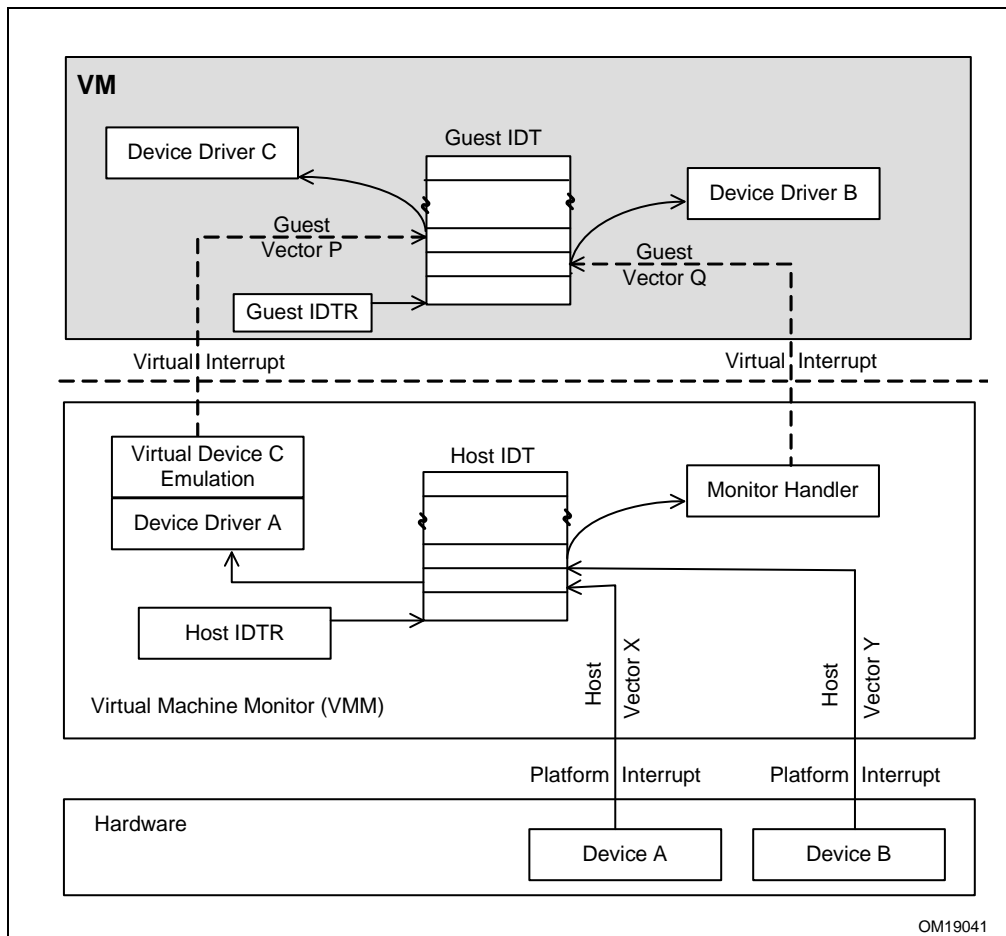 VM
Guest IDT
Device Driver C
Device Driver B
Guest
Vector P
Guest
Vector Q
Guest IDTR
Virtual Interrupt
Virtual Interrupt
Virtual Device C
Emulation
Host IDT
Monitor Handler
Device Driver A
Host IDTR
Host
Vector X
Host
Vector Y
Virtual Machine Monitor (VMM)
Platform Interrupt
Platform Interrupt
Hardware
Device A
Device B
OM19041